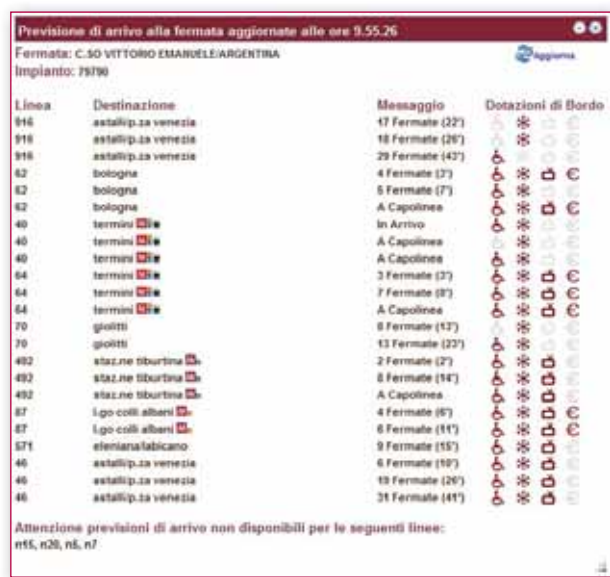 Previsione di arrivo alla fermata aggiornate alle ore 9.55.26
Fermata: C.SO VITTORIO EMANUELE/ARGENTINA
Aggiorna
Impianto: 79790
Linea Destinazione Messaggio Dotazioni di Bordo
916 astalli/p.za venezia 17 Fermate (22')
916 astalli/p.za venezia 18 Fermate (26')
916 astalli/p.za venezia 29 Fermate (43')
62 bologna 4 Fermate (3')
62 bologna 5 Fermate (7')
62 bologna A Capolinea
40 termini In Arrivo
40 termini A Capolinea
40 termini A Capolinea
64 termini 3 Fermate (3')
64 termini 7 Fermate (8')
64 termini A Capolinea
70 giolitti 8 Fermate (13')
70 giolitti 13 Fermate (23')
492 staz.ne tiburtina 2 Fermate (2')
492 staz.ne tiburtina 8 Fermate (14')
492 staz.ne tiburtina A Capolinea
87 l.go colli albani 4 Fermate (6')
87 l.go colli albani 6 Fermate (11')
571 eleniana/labicano 9 Fermate (15')
46 astalli/p.za venezia 6 Fermate (10')
46 astalli/p.za venezia 19 Fermate (26')
46 astalli/p.za venezia 31 Fermate (41')
Attenzione previsioni di arrivo non disponibili per le seguenti linee:
n15, n20, n5, n7